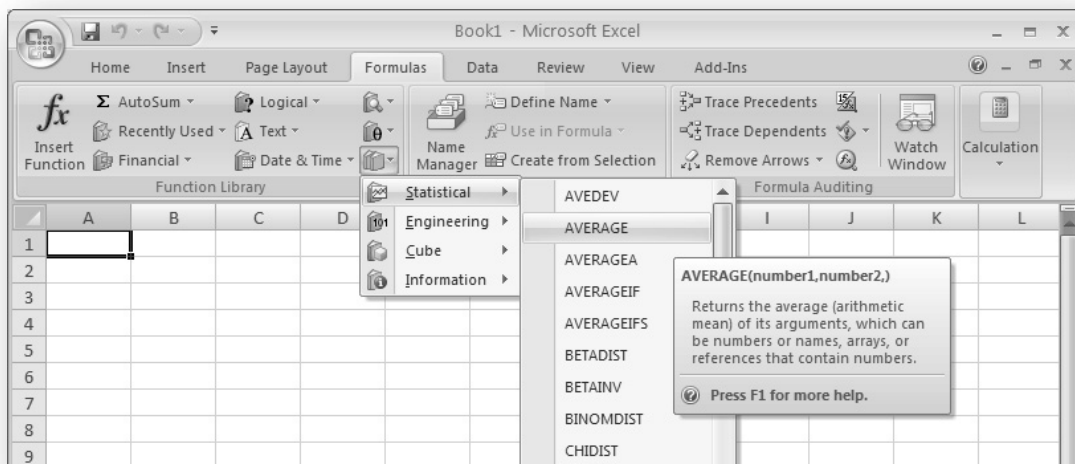 Book1 - Microsoft Excel
Home Insert Page Layout Formulas Data Review View Add-Ins
fx Insert Function
Σ AutoSum
Recently Used
Financial
Logical
Text
Date & Time
Function Library
Name Manager
Define Name
Use in Formula
Create from Selection
Trace Precedents
Trace Dependents
Remove Arrows
Formula Auditing
Watch Window
Calculation
Statistical
Engineering
Cube
Information
AVEDEV
AVERAGE
AVERAGEA
AVERAGEIF
AVERAGEIFS
BETADIST
BETAINV
BINOMDIST
CHIDIST
AVERAGE(number1,number2,)
Returns the average (arithmetic
mean) of its arguments, which can
be numbers or names, arrays, or
references that contain numbers.
Press F1 for more help.
A B C D I J K L
1
2
3
4
5
6
7
8
9